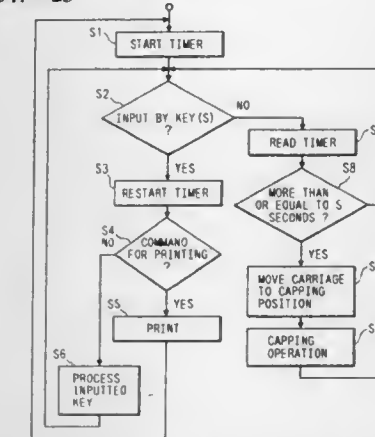 S1
START TIMER
S2
INPUT BY KEY(S)
?
NO
YES
READ TIMER
S3
S8
RESTART TIMER
MORE THAN
OR EQUAL TO S
SECONDS ?
S4
NO
COMMAND
FOR PRINTING
?
YES
YES
MOVE CARRIAGE
TO CAPPING
POSITION
S5
PRINT
CAPPING
OPERATION
S6
PROCESS
INPUTTED
KEY